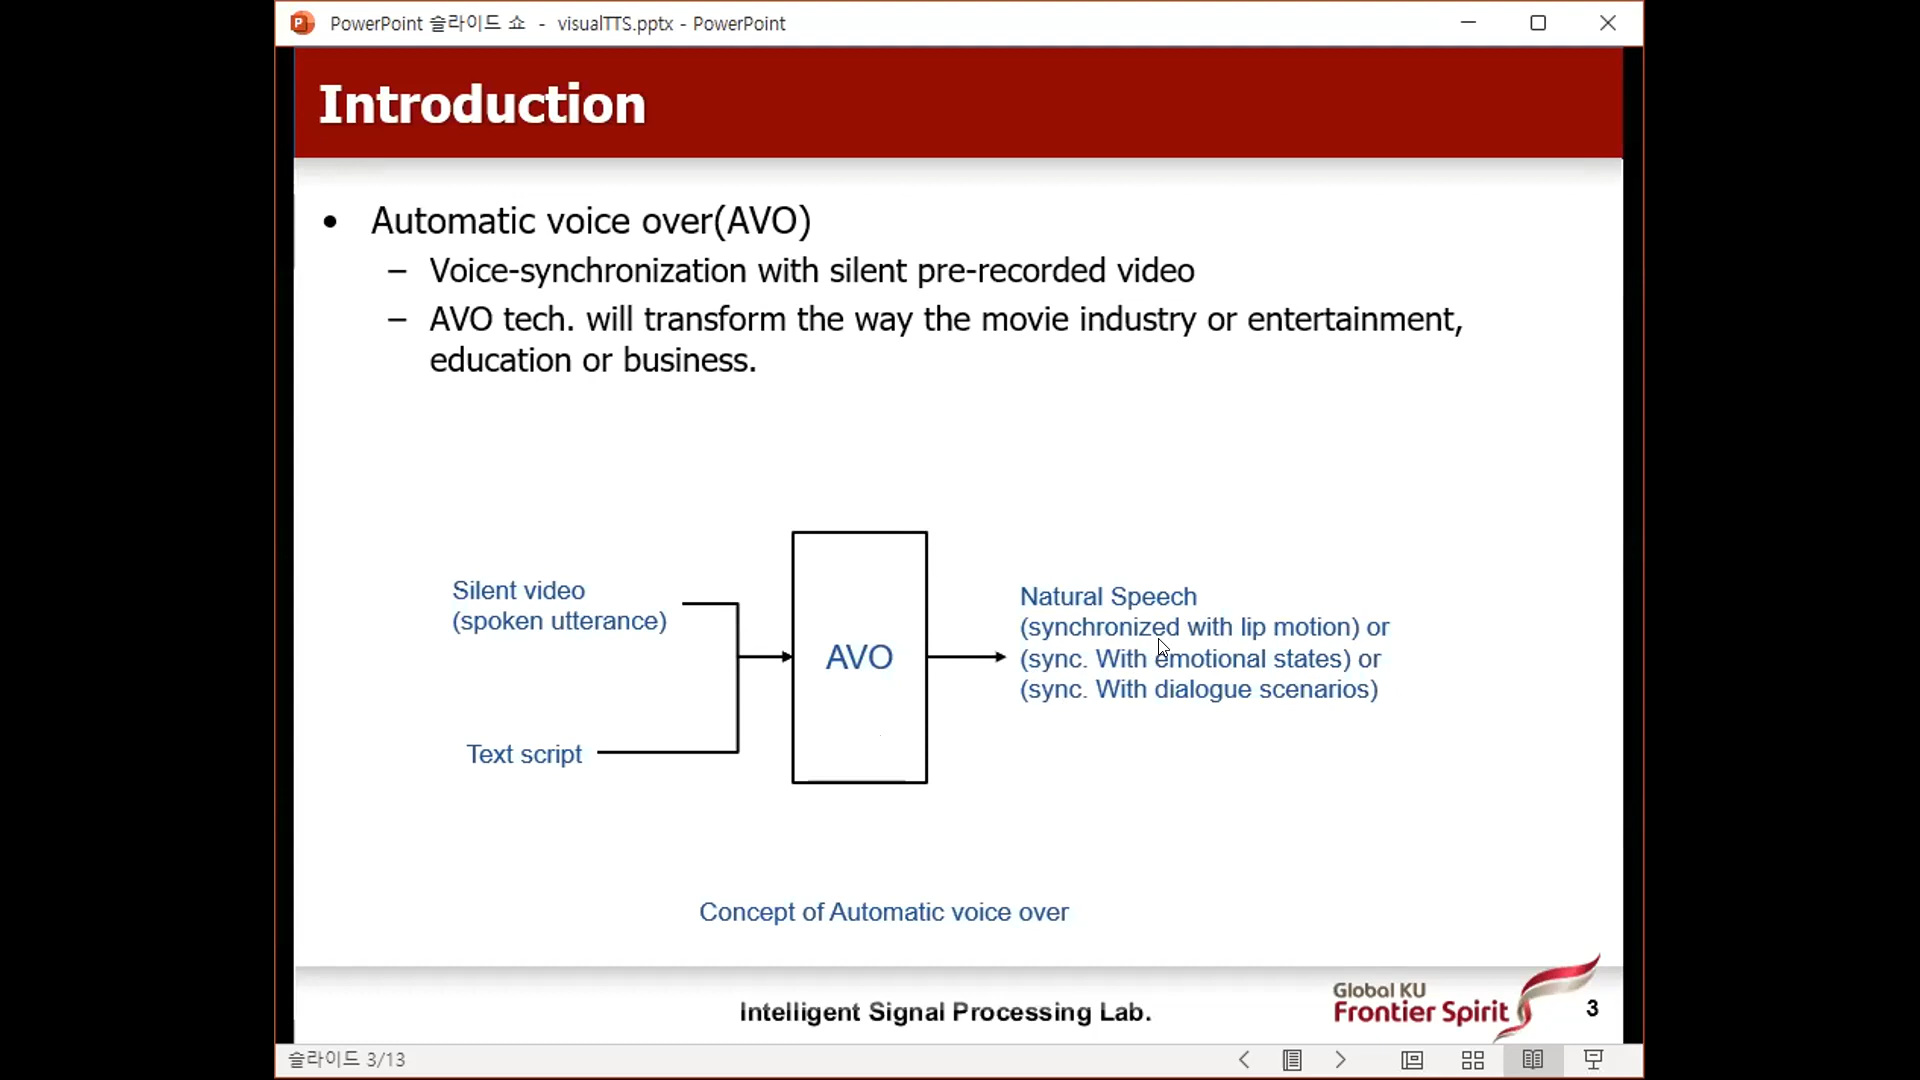 PowerPoint 슬라이드 쇼 - visualTTS.pptx - PowerPoint
Introduction
• Automatic voice over(AVO)
– Voice-synchronization with silent pre-recorded video
– AVO tech. will transform the way the movie industry or entertainment,
education or business.
Silent video
(spoken utterance)
Text script
AVO
Natural Speech
(synchronized with lip motion) or
(sync. With emotional states) or
(sync. With dialogue scenarios)
Concept of Automatic voice over
Intelligent Signal Processing Lab.
Global KU
Frontier Spirit
3
슬라이드 3/13